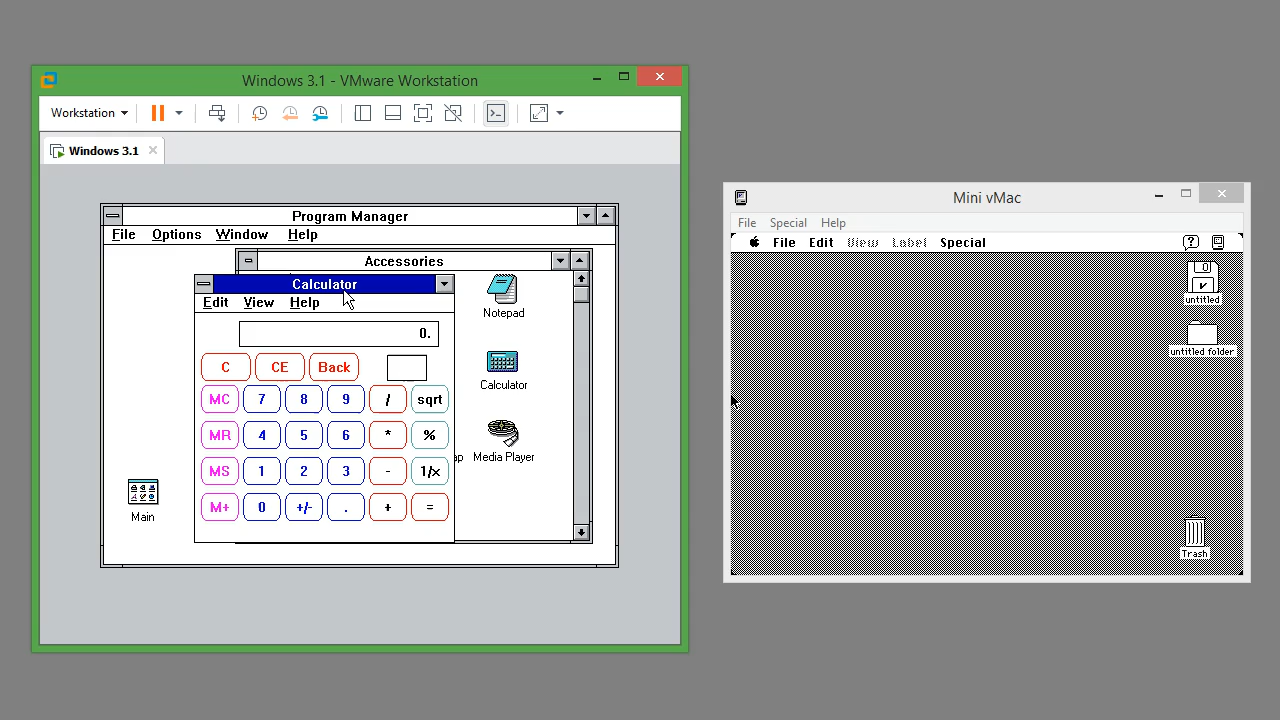 Windows 3.1 - VMware Workstation
Workstation
Windows 3.1
Program Manager
File Options Window Help
Accessories
Calculator
Edit View Help
0.
C CE Back
MC 7 8 9 / sqrt
MR 4 5 6 * %
MS 1 2 3 - 1/x
M+ 0 +/- . + =
Notepad
Calculator
ap Media Player
Main
Mini vMac
File Special Help
File Edit View Label Special
untitled
untitled folder
Trash